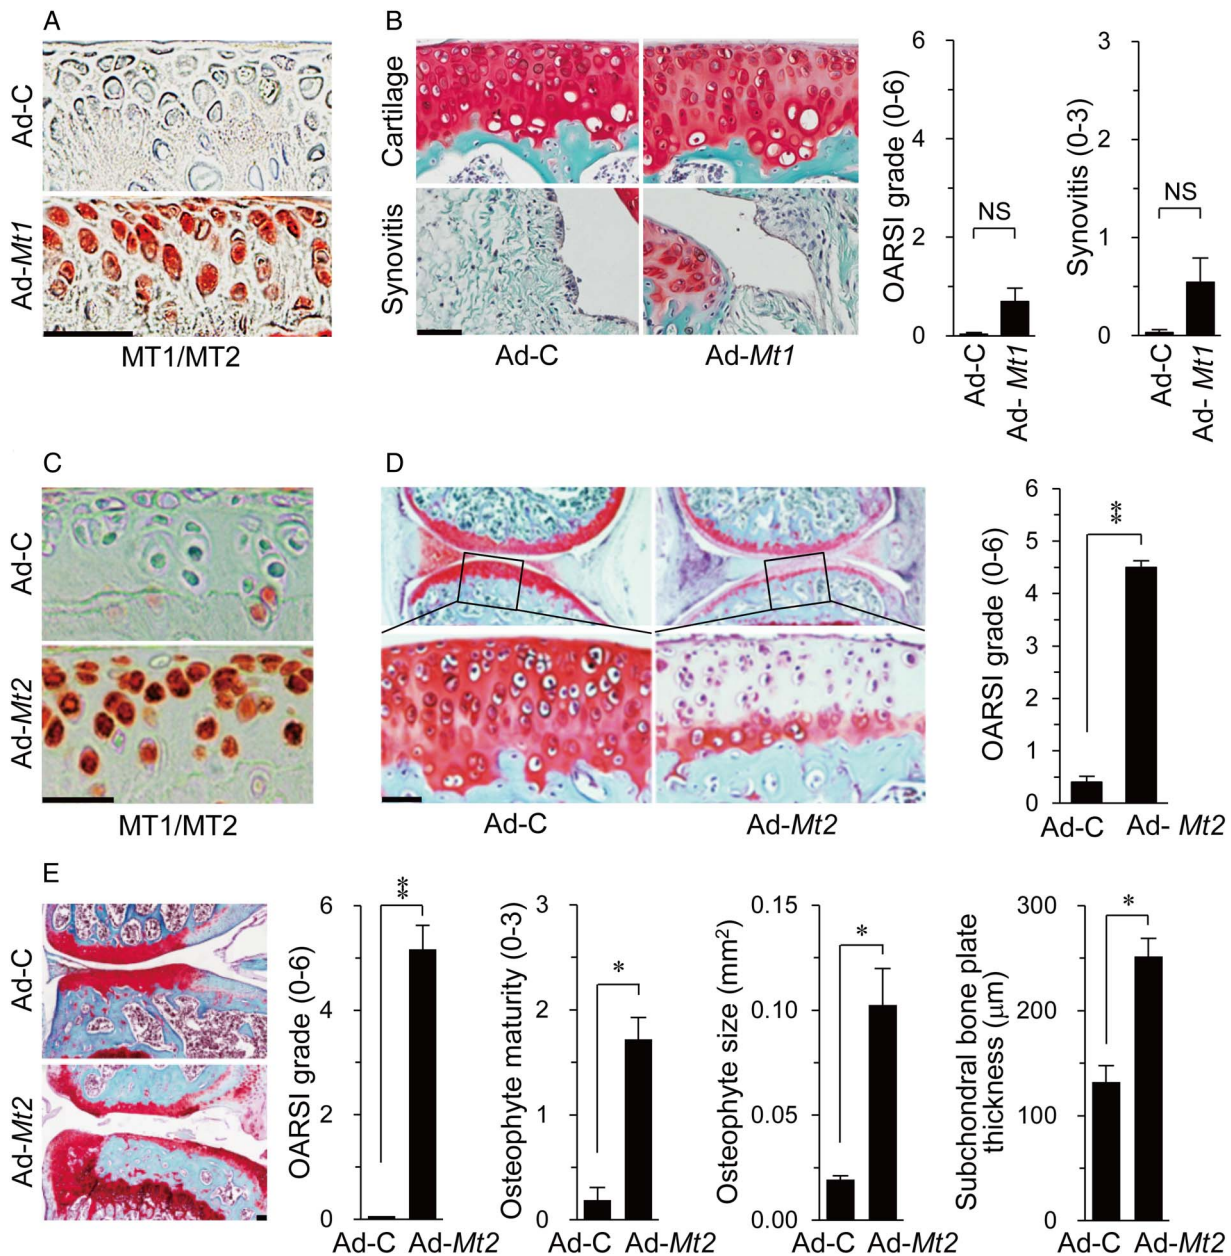 A
Ad-C
Ad-Mt1
MT1/MT2
B
Cartilage
Synovitis
Ad-C
Ad-Mt1
OARSI grade (0-6)
6
4
2
0
NS
Ad-C
Ad- Mt1
Synovitis (0-3)
3
2
1
0
NS
Ad-C
Ad- Mt1
C
Ad-C
Ad-Mt2
MT1/MT2
D
Ad-C
Ad-Mt2
OARSI grade (0-6)
6
5
4
3
2
1
0
**
Ad-C
Ad- Mt2
E
Ad-C
Ad-Mt2
OARSI grade (0-6)
6
4
2
0
**
Ad-C
Ad-Mt2
Osteophyte maturity (0-3)
3
2
1
0
*
Ad-C
Ad-Mt2
Osteophyte size (mm²)
0.15
0.10
0.05
0.00
*
Ad-C
Ad-Mt2
Subchondral bone plate
thickness (μm)
300
250
150
50
0
*
Ad-C
Ad-Mt2